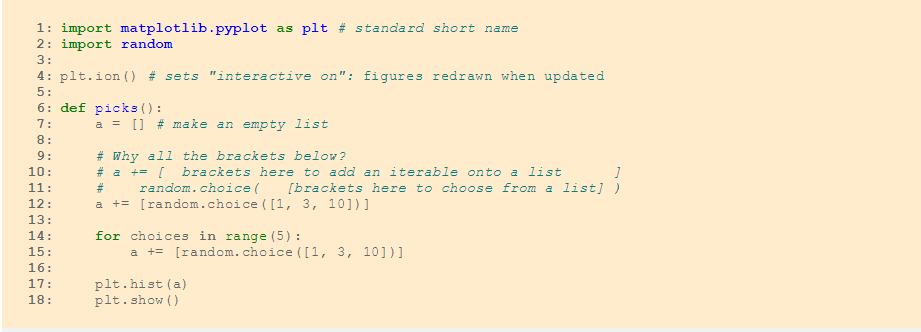 1: import matplotlib.pyplot as plt # standard short name
2: import random
3:
4: plt.ion() # sets "interactive on": figures redrawn when updated
5:
6: def picks():
7:     a = [] # make an empty list
8:
9:     # Why all the brackets below?
10:     # a += [  brackets here to add an iterable onto a list      ]
11:     #    random.choice(   [brackets here to choose from a list] )
12:     a += [random.choice([1, 3, 10])]
13:
14:     for choices in range(5):
15:         a += [random.choice([1, 3, 10])]
16:
17:     plt.hist(a)
18:     plt.show()